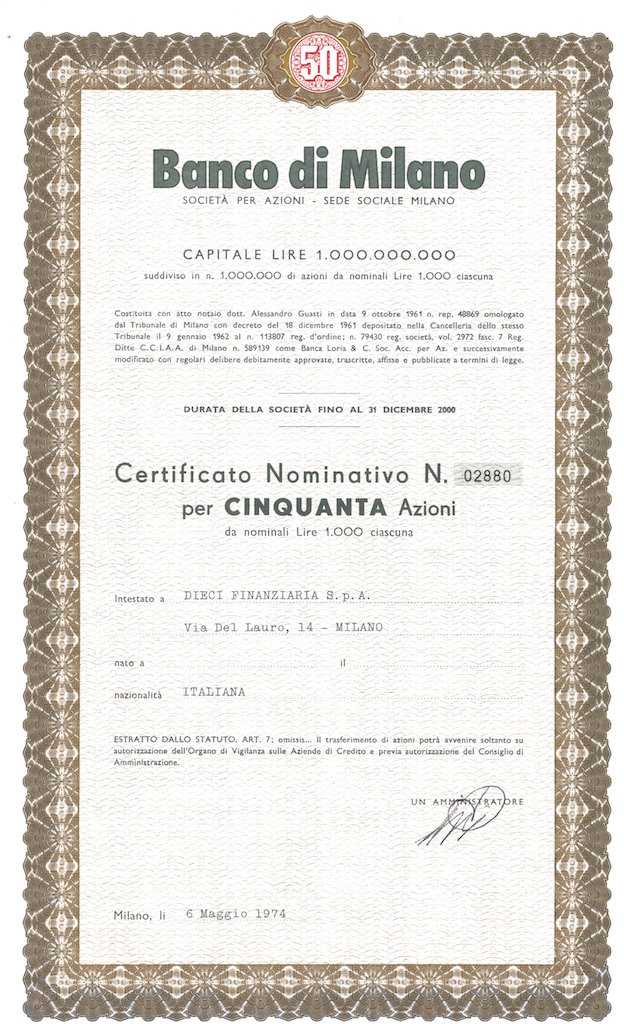 50
Banco di Milano
SOCIETÀ PER AZIONI - SEDE SOCIALE MILANO
CAPITALE LIRE 1.000.000.000
suddiviso in n. 1.000.000 di azioni da nominali Lire 1.000 ciascuna
Costituita con atto notaio dott. Alessandro Guasti in data 9 ottobre 1961 n. rep. 48869 omologato
dal Tribunale di Milano con decreto del 18 dicembre 1961 depositato nella Cancelleria dello stesso
Tribunale il 9 gennaio 1962 al n. 113807 reg. d'ordine; n. 79430 reg. società, vol. 2972 fasc. 7 Reg.
Ditte C.C.I.A.A. di Milano n. 589139 come Banca Loria & C. Soc. Acc. per Az. e successivamente
modificato con regolari delibere debitamente approvate, trascritte, affisse e pubblicate a termini di legge.
DURATA DELLA SOCIETÀ FINO AL 31 DICEMBRE 2000
Certificato Nominativo N. 02880
per CINQUANTA Azioni
da nominali Lire 1.000 ciascuna
Intestato a DIECI FINANZIARIA S.p.A.
Via Del Lauro, 14 - MILANO
nato a il
nazionalità ITALIANA
ESTRATTO DALLO STATUTO, ART. 7: omissis... Il trasferimento di azioni potrà avvenire soltanto su
autorizzazione dell'Organo di Vigilanza sulle Aziende di Credito e previa autorizzazione del Consiglio di
Amministrazione.
UN AMMINISTRATORE
Milano, li 6 Maggio 1974